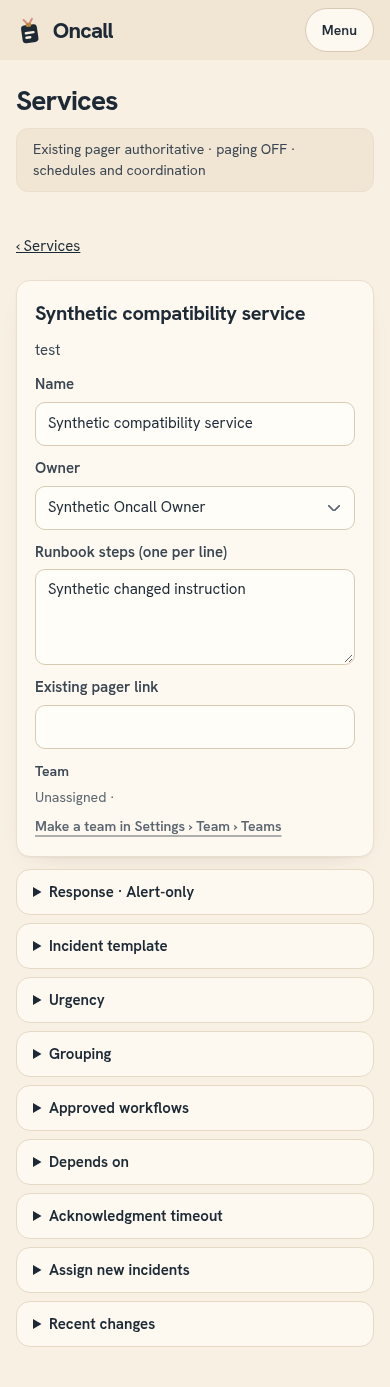 Oncall
Menu
Services
Existing pager authoritative · paging OFF ·
schedules and coordination
‹ Services
Synthetic compatibility service
test
Name
Synthetic compatibility service
Owner
Synthetic Oncall Owner
Runbook steps (one per line)
Synthetic changed instruction
Existing pager link
Team
Unassigned ·
Make a team in Settings › Team › Teams
Response · Alert-only
Incident template
Urgency
Grouping
Approved workflows
Depends on
Acknowledgment timeout
Assign new incidents
Recent changes